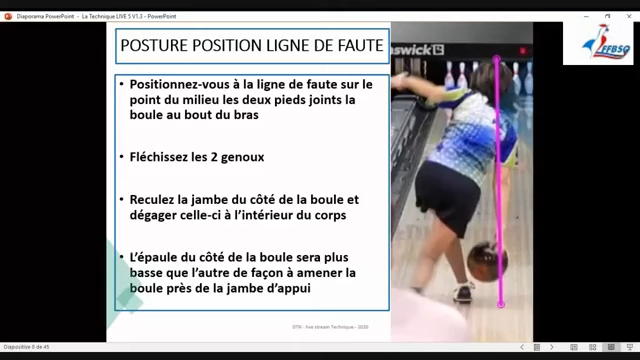 Diaporama PowerPoint - La Technique LIVE 5 V1.3 - PowerPoint
POSTURE POSITION LIGNE DE FAUTE
• Positionnez-vous à la ligne de faute sur le
point du milieu les deux pieds joints la
boule au bout du bras
• Fléchissez les 2 genoux
• Reculez la jambe du côté de la boule et
dégager celle-ci à l'intérieur du corps
• L'épaule du côté de la boule sera plus
basse que l'autre de façon à amener la
boule près de la jambe d'appui
nswick
FFBSQ
DTN - live stream Technique - 2020
Diapositive 8 de 45